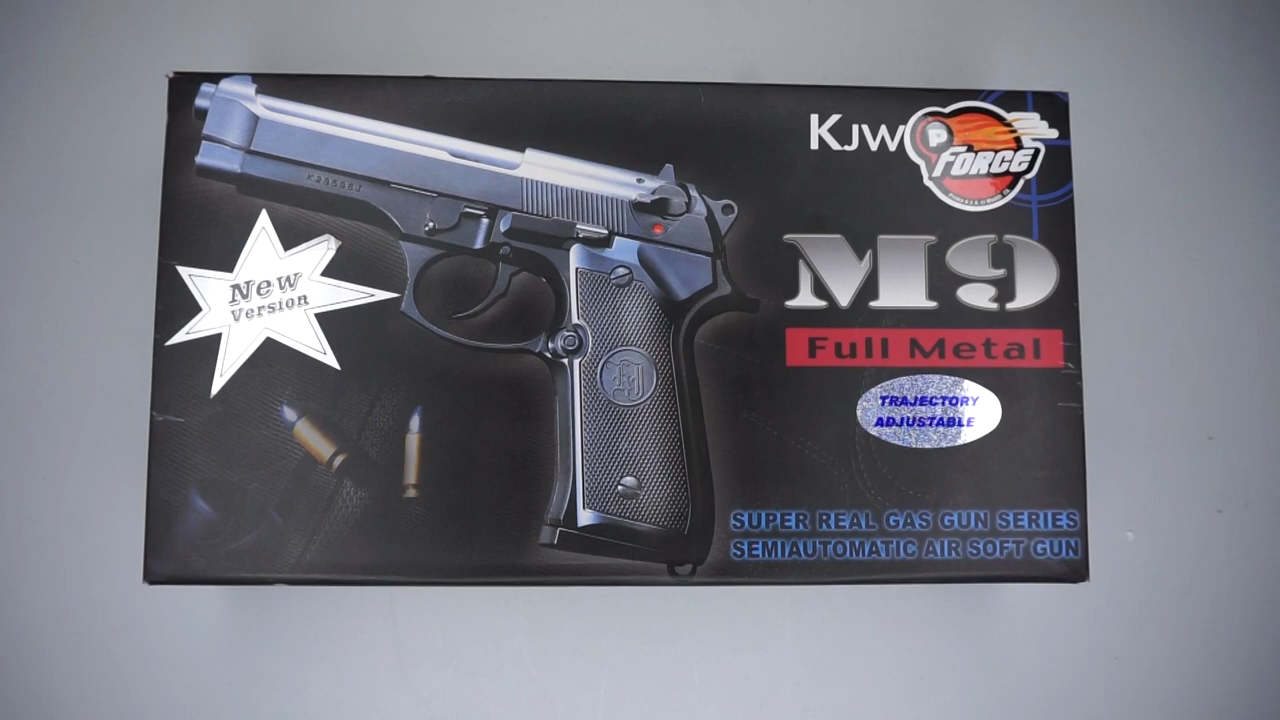 KJW
P
FORCE
M9
Full Metal
New
Version
TRAJECTORY
ADJUSTABLE
SUPER REAL GAS GUN SERIES
SEMIAUTOMATIC AIR SOFT GUN